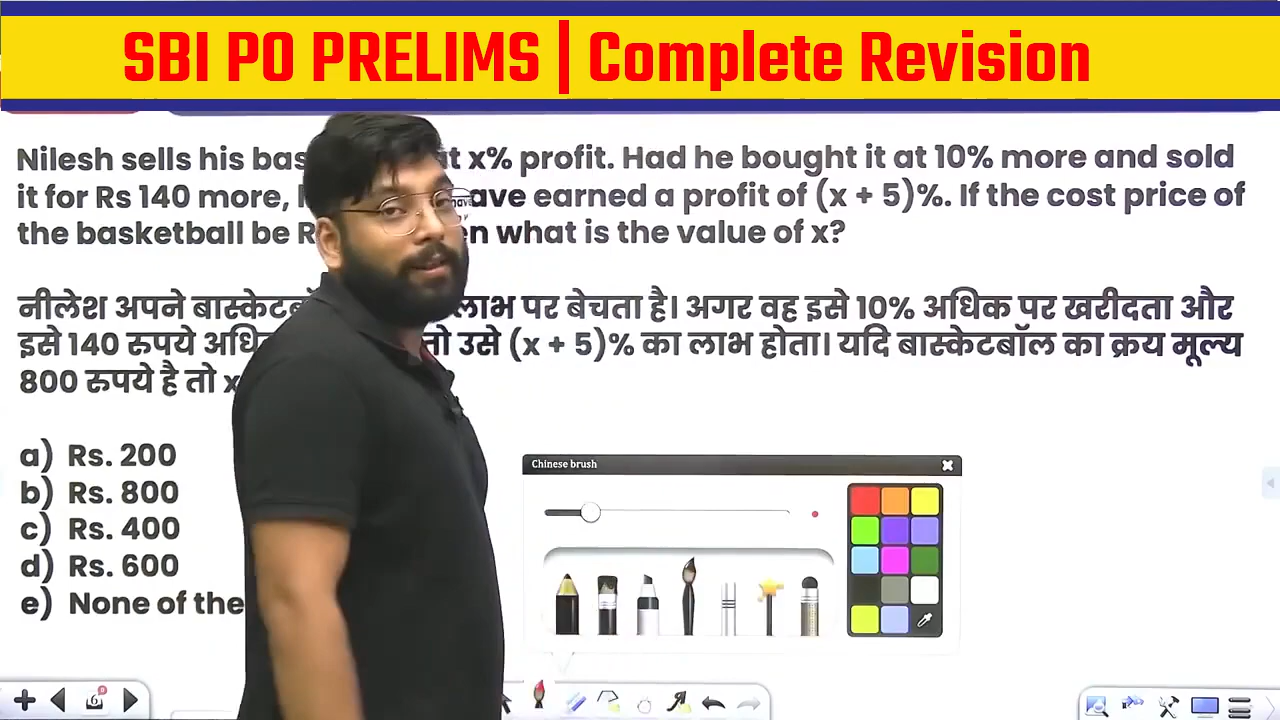 SBI PO PRELIMS | Complete Revision
Nilesh sells his at x% profit. Had he bought it at 10% more and sold
it for Rs 140 more, earned a profit of (x + 5)%. If the cost price of
the basketball be what is the value of x?
नीलेश अपने लाभ पर बेचता है। अगर वह इसे 10% अधिक पर खरीदता और
इसे 140 रुपये तो उसे (x + 5)% का लाभ होता। यदि बास्केटबॉल का क्रय मूल्य
800 रुपये है तो x
a) Rs. 200
b) Rs. 800
c) Rs. 400
d) Rs. 600
e) None of the
Chinese brush